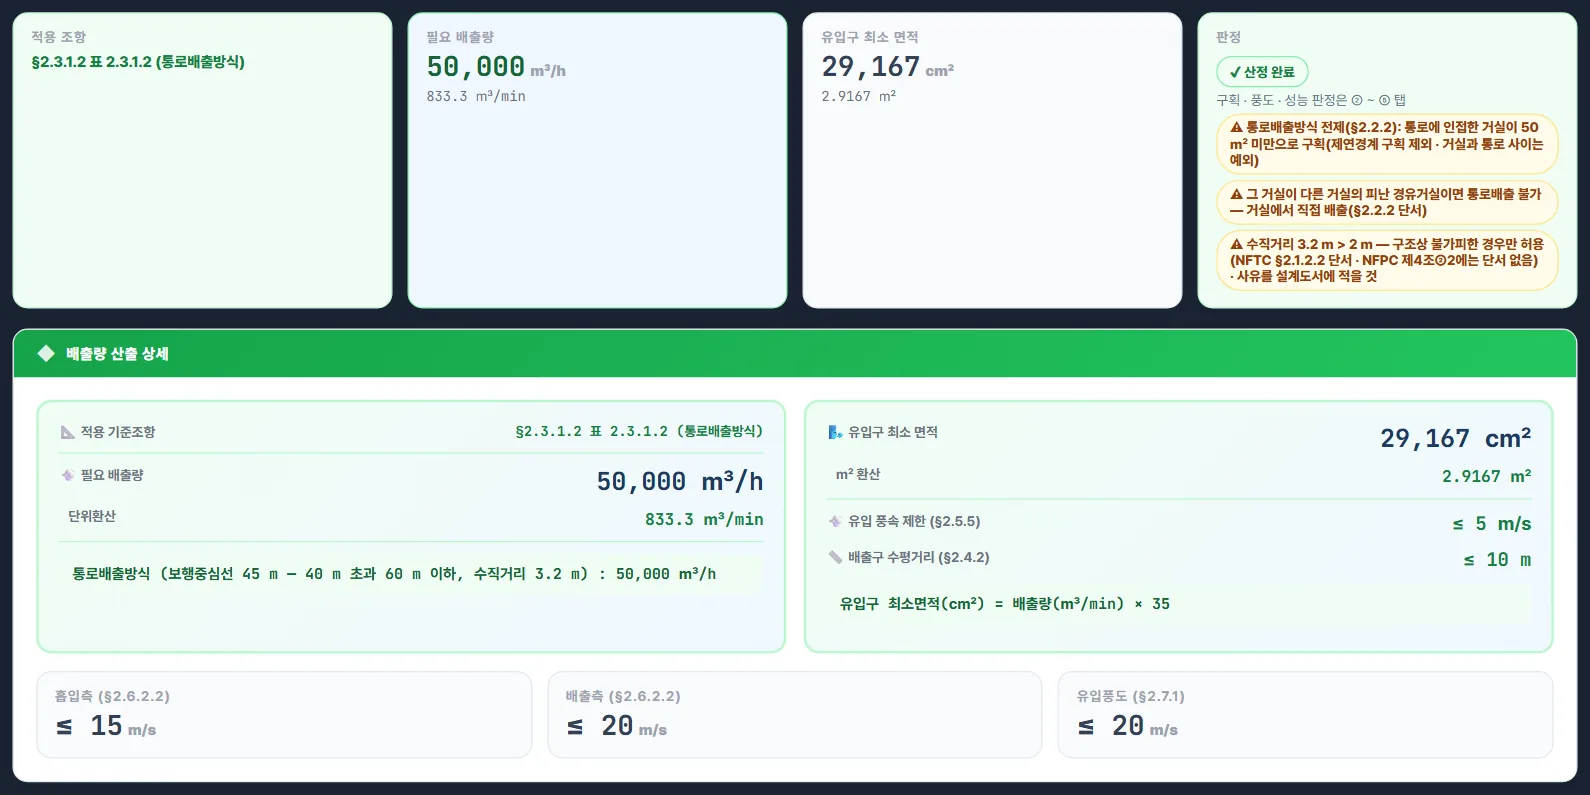 적용 조항
§2.3.1.2 표 2.3.1.2 (통로배출방식)
필요 배출량
50,000 m³/h
833.3 m³/min
유입구 최소 면적
29,167 cm²
2.9167 m²
판정
✓ 산정 완료
구획 · 풍도 · 성능 판정은 ② ~ ⑥ 탭
⚠ 통로배출방식 전제(§2.2.2): 통로에 인접한 거실이 50
m² 미만으로 구획(제연경계 구획 제외 · 거실과 통로 사이는
예외)
⚠ 그 거실이 다른 거실의 피난 경유거실이면 통로배출 불가
— 거실에서 직접 배출(§2.2.2 단서)
⚠ 수직거리 3.2 m > 2 m — 구조상 불가피한 경우만 허용
(NFTC §2.1.2.2 단서 · NFPC 제4조②2에는 단서 없음)
· 사유를 설계도서에 적을 것
◆ 배출량 산출 상세
적용 기준조항
§2.3.1.2 표 2.3.1.2 (통로배출방식)
필요 배출량
50,000 m³/h
단위환산
833.3 m³/min
통로배출방식 (보행중심선 45 m — 40 m 초과 60 m 이하, 수직거리 3.2 m) : 50,000 m³/h
유입구 최소 면적
29,167 cm²
m² 환산
2.9167 m²
유입 풍속 제한 (§2.5.5)
≤ 5 m/s
배출구 수평거리 (§2.4.2)
≤ 10 m
유입구 최소면적(cm²) = 배출량(m³/min) × 35
흡입측 (§2.6.2.2)
≤ 15 m/s
배출측 (§2.6.2.2)
≤ 20 m/s
유입풍도 (§2.7.1)
≤ 20 m/s